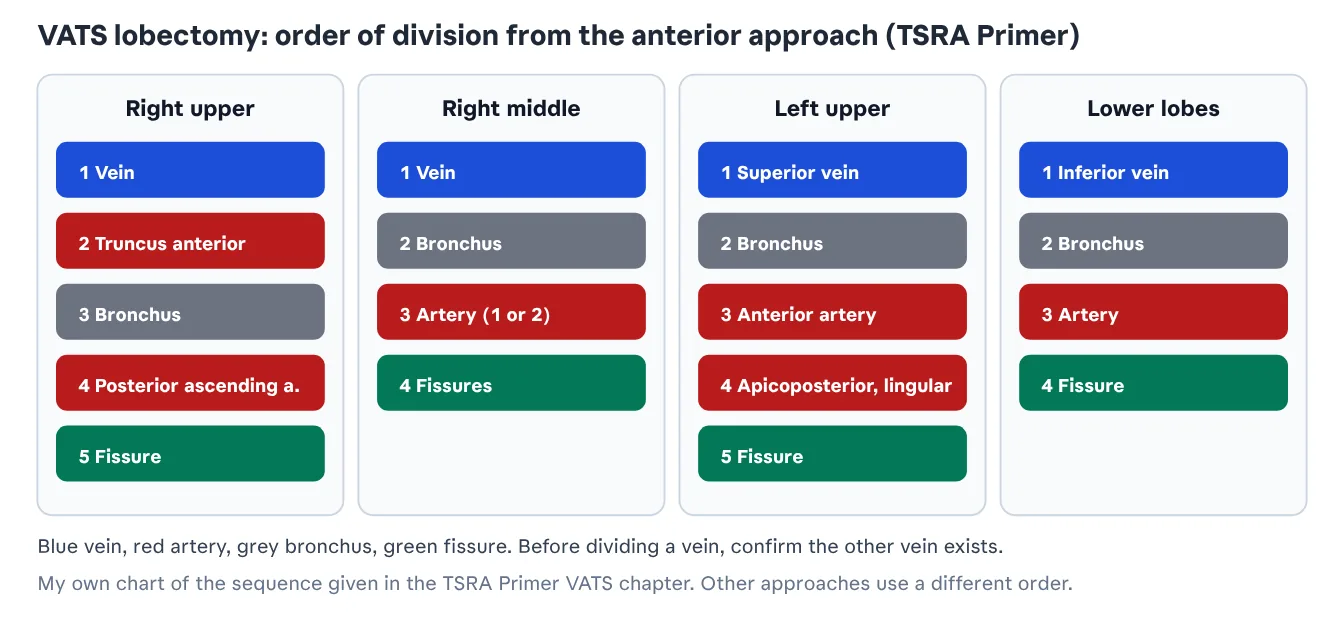 VATS lobectomy: order of division from the anterior approach (TSRA Primer)
Right upper
1 Vein
2 Truncus anterior
3 Bronchus
4 Posterior ascending a.
5 Fissure
Right middle
1 Vein
2 Bronchus
3 Artery (1 or 2)
4 Fissures
Left upper
1 Superior vein
2 Bronchus
3 Anterior artery
4 Apicoposterior, lingular
5 Fissure
Lower lobes
1 Inferior vein
2 Bronchus
3 Artery
4 Fissure
Blue vein, red artery, grey bronchus, green fissure. Before dividing a vein, confirm the other vein exists.
My own chart of the sequence given in the TSRA Primer VATS chapter. Other approaches use a different order.